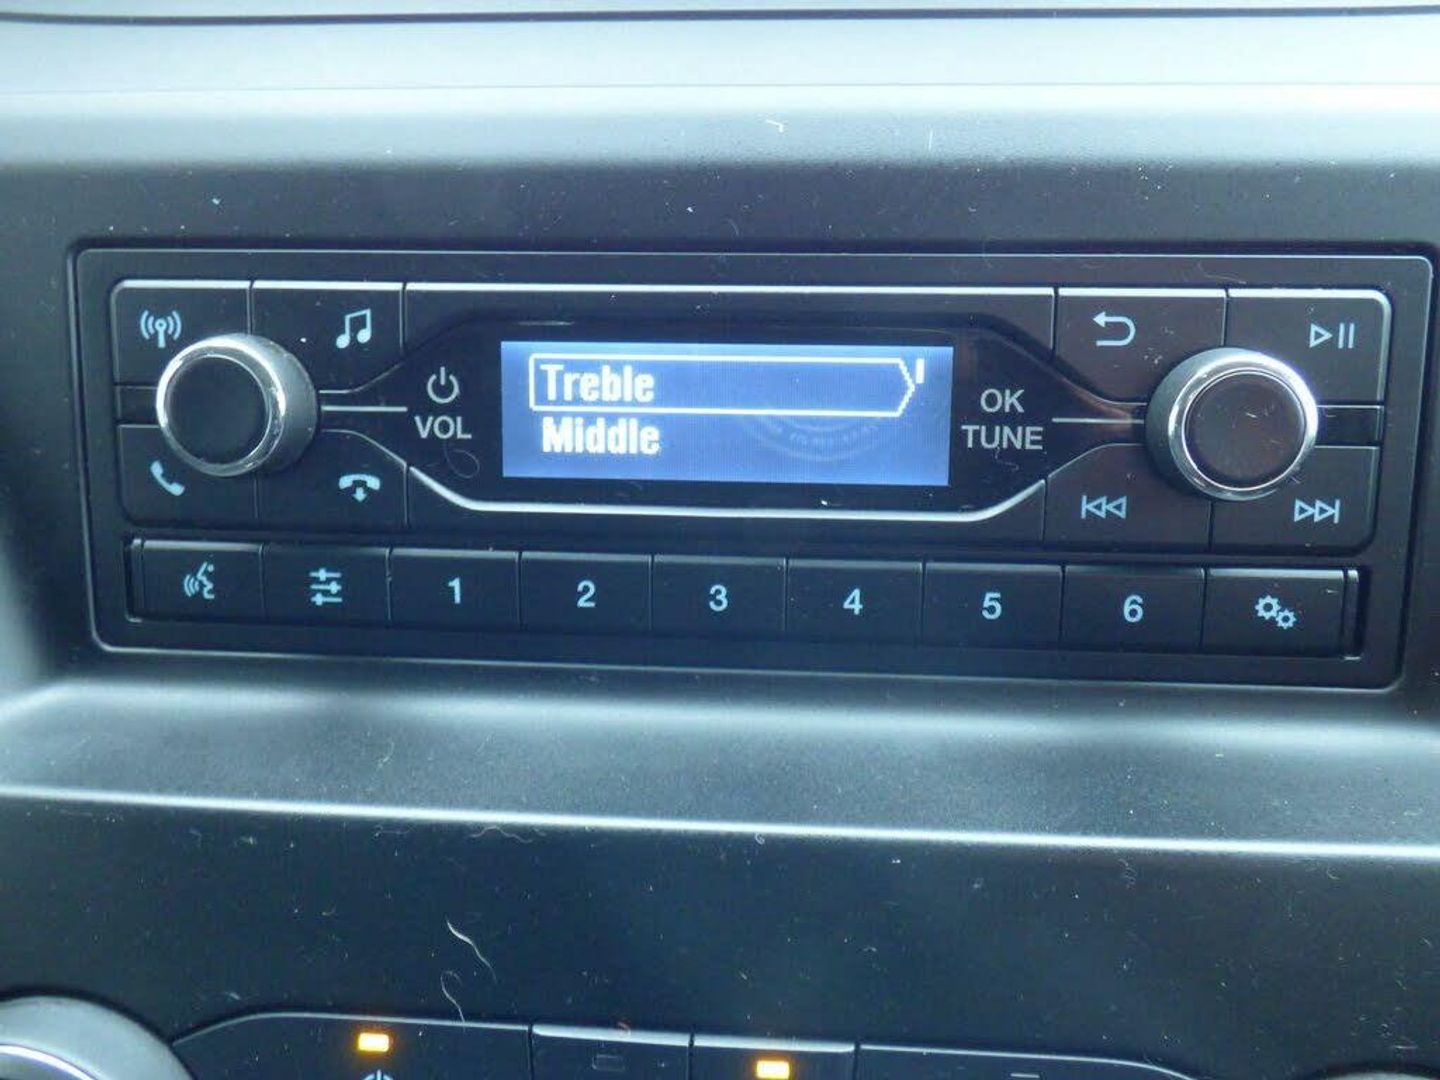 Treble
Middle
VOL
OK
TUNE
1 2 3 4 5 6